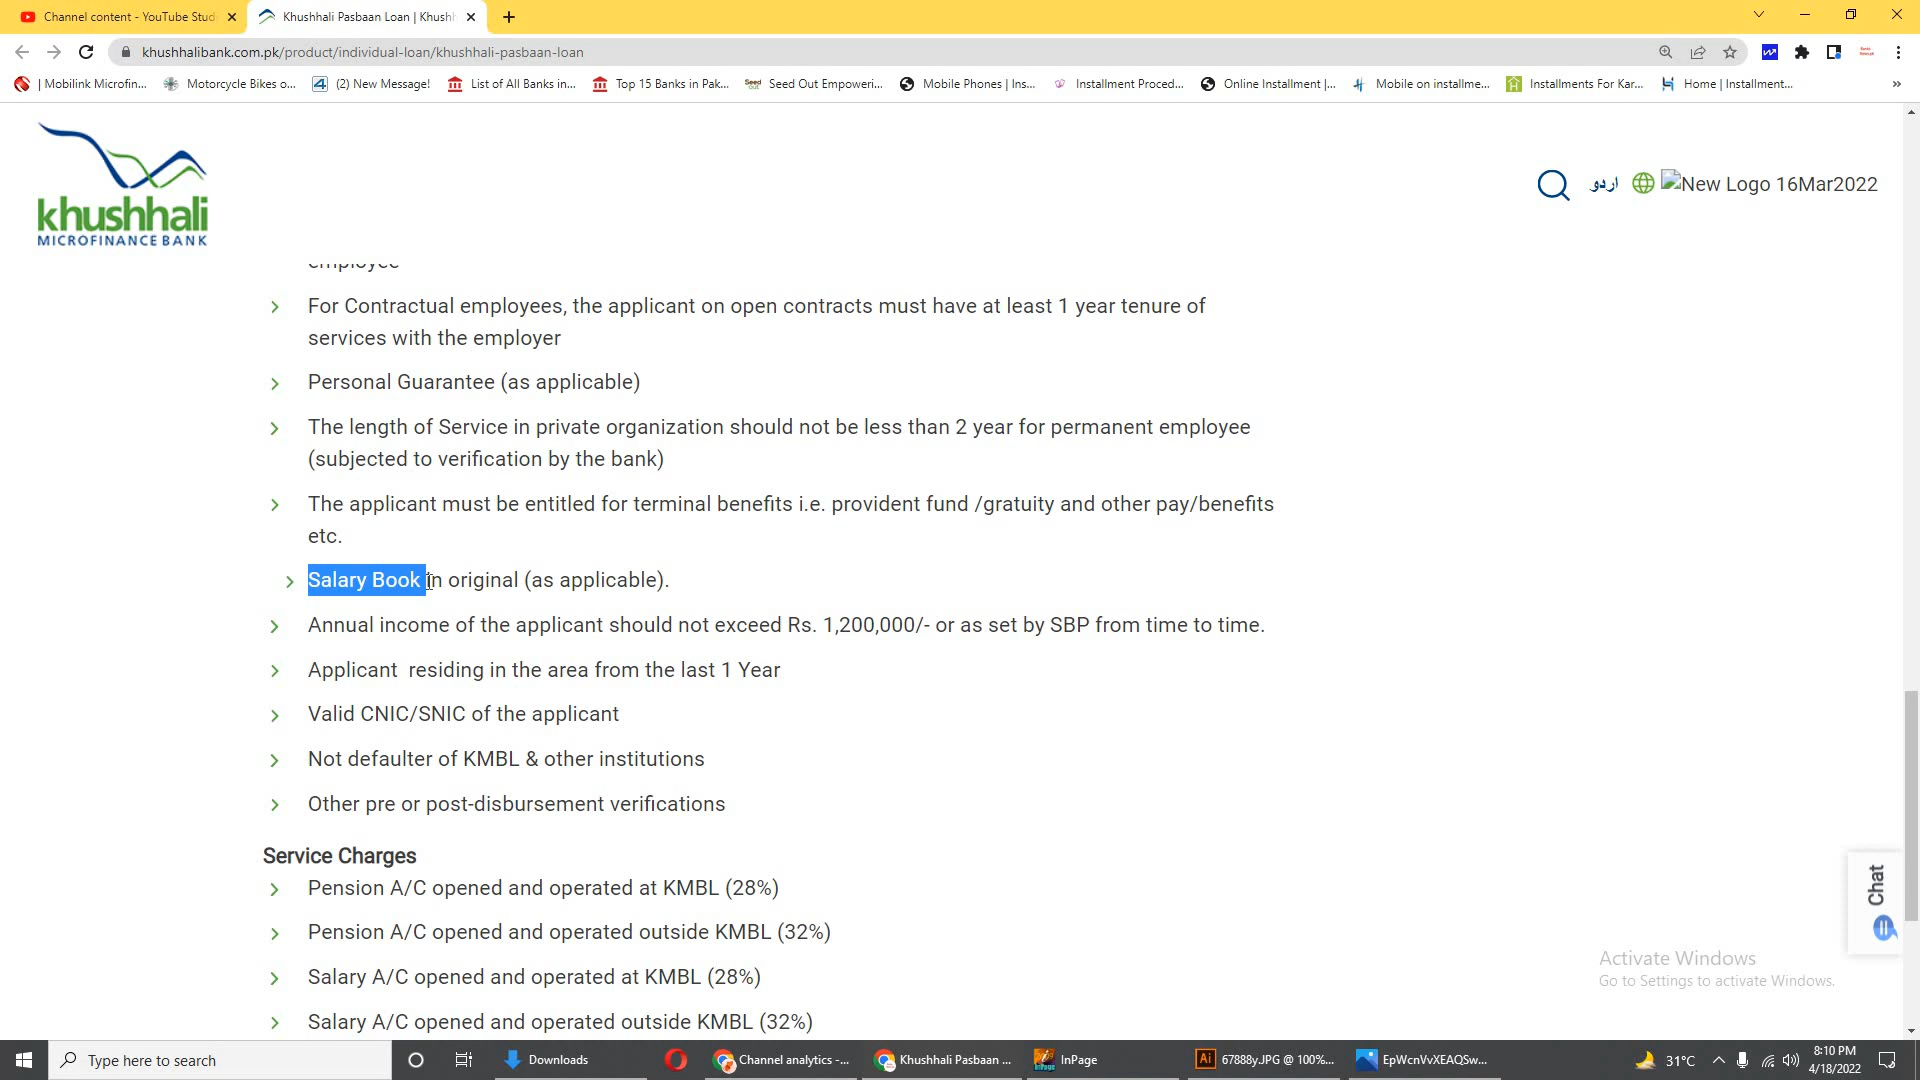 Channel content - YouTube Stud
Khushhali Pasbaan Loan | Khushh
khushhalibank.com.pk/product/individual-loan/khushhali-pasbaan-loan
| Mobilink Microfin...
Motorcycle Bikes o...
(2) New Message!
List of All Banks in...
Top 15 Banks in Pak...
Seed Out Empoweri...
Mobile Phones | Ins...
Installment Proced...
Online Installment |...
Mobile on installme...
Installments For Kar...
Home | Installment...
khushhali
MICROFINANCE BANK
اردو
New Logo 16Mar2022
employee
For Contractual employees, the applicant on open contracts must have at least 1 year tenure of
services with the employer
Personal Guarantee (as applicable)
The length of Service in private organization should not be less than 2 year for permanent employee
(subjected to verification by the bank)
The applicant must be entitled for terminal benefits i.e. provident fund /gratuity and other pay/benefits
etc.
Salary Book in original (as applicable).
Annual income of the applicant should not exceed Rs. 1,200,000/- or as set by SBP from time to time.
Applicant residing in the area from the last 1 Year
Valid CNIC/SNIC of the applicant
Not defaulter of KMBL & other institutions
Other pre or post-disbursement verifications
Service Charges
Pension A/C opened and operated at KMBL (28%)
Pension A/C opened and operated outside KMBL (32%)
Salary A/C opened and operated at KMBL (28%)
Salary A/C opened and operated outside KMBL (32%)
Chat
Activate Windows
Go to Settings to activate Windows.
Type here to search
Downloads
Channel analytics -...
Khushhali Pasbaan ...
InPage
67888y.JPG @ 100%...
EpWcnVvXEAQSw...
31°C
8:10 PM
4/18/2022